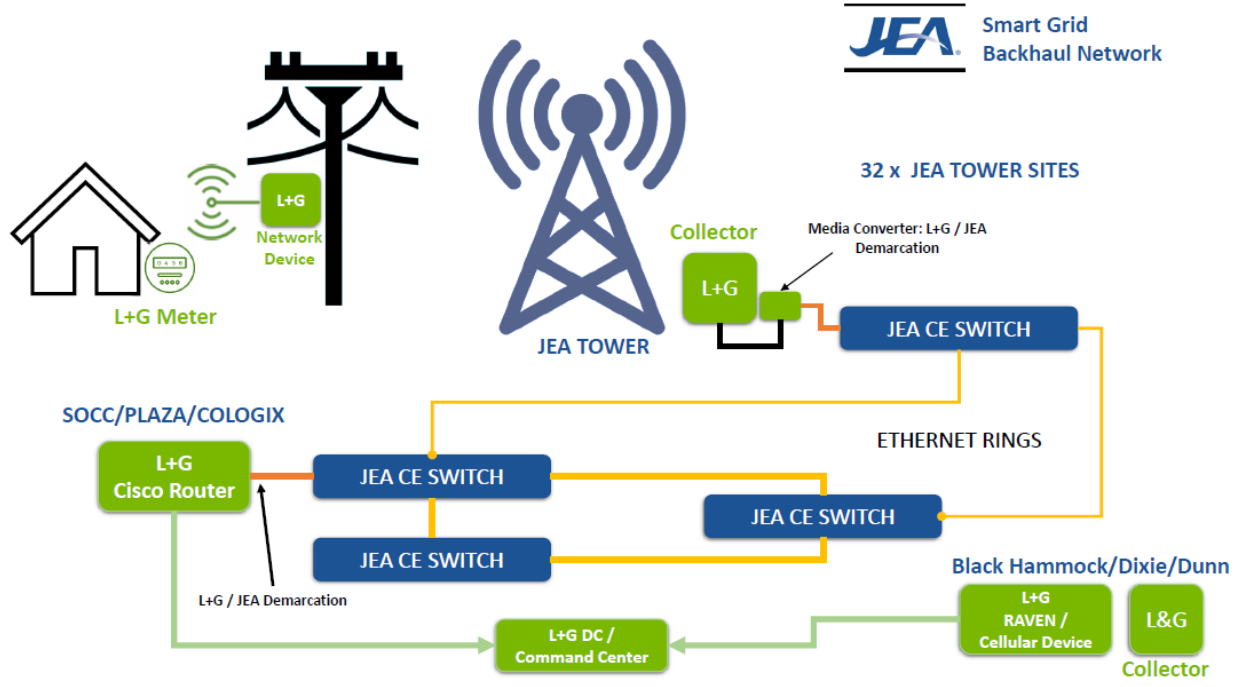 JEA
Smart Grid
Backhaul Network
32 x JEA TOWER SITES
L+G
Network
Device
L+G Meter
JEA TOWER
Collector
L+G
Media Converter: L+G / JEA
Demarcation
JEA CE SWITCH
ETHERNET RINGS
SOCC/PLAZA/COLOGIX
L+G
Cisco Router
JEA CE SWITCH
JEA CE SWITCH
JEA CE SWITCH
L+G / JEA Demarcation
L+G DC /
Command Center
Black Hammock/Dixie/Dunn
L+G
RAVEN /
Cellular Device
L&G
Collector